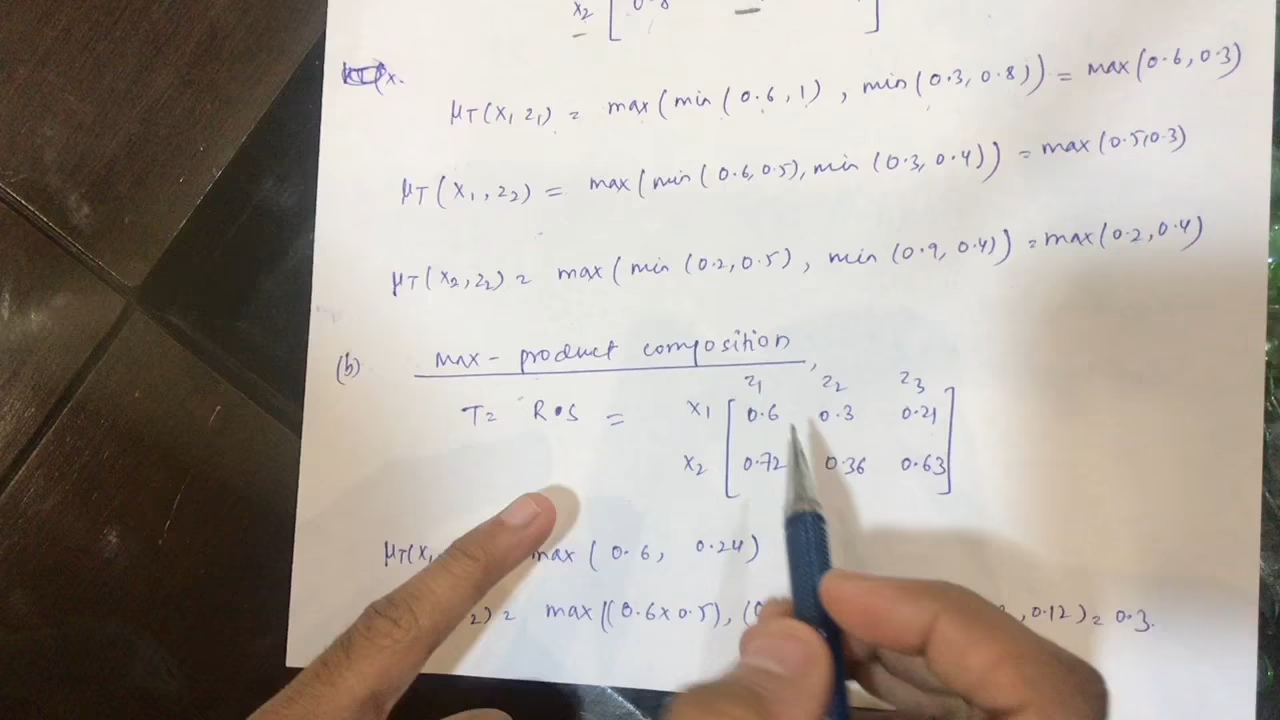 x2 [ 0.8 ]
x.
μT(x1 z1) = max(min(0.6, 1), min(0.3, 0.8)) = max(0.6, 0.3)
μT(x1, z2) = max(min(0.6, 0.5), min(0.3, 0.4)) = max(0.5, 0.3)
μT(x2, z2) = max(min(0.2, 0.5), min(0.9, 0.4)) = max(0.2, 0.4)
(b) max-product composition,
z1 z2 z3
T = R•S = x1 [ 0.6 0.3 0.21
x2 0.72 0.36 0.63 ]
μT(x1 max(0.6, 0.24)
2) = max((0.6×0.5), (0 , 0.12) = 0.3.